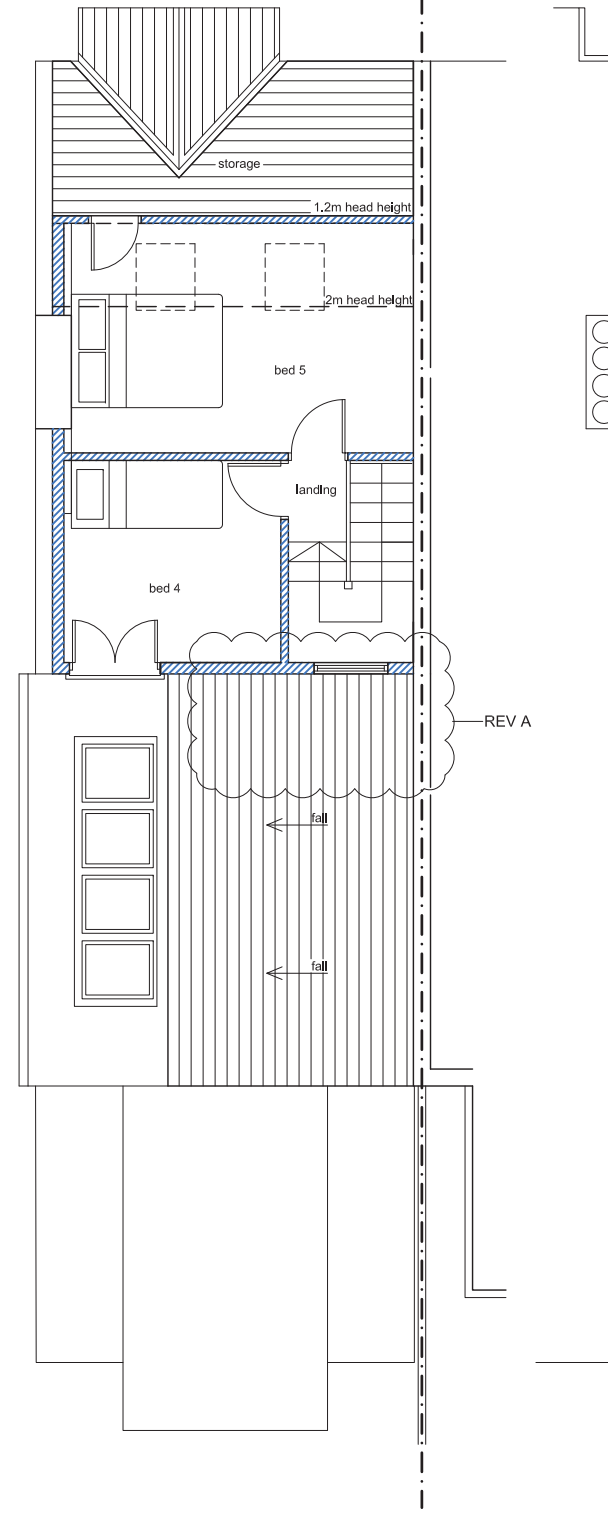 storage
1.2m head height
2m head height
bed 5
landing
bed 4
REV A
fall
fall